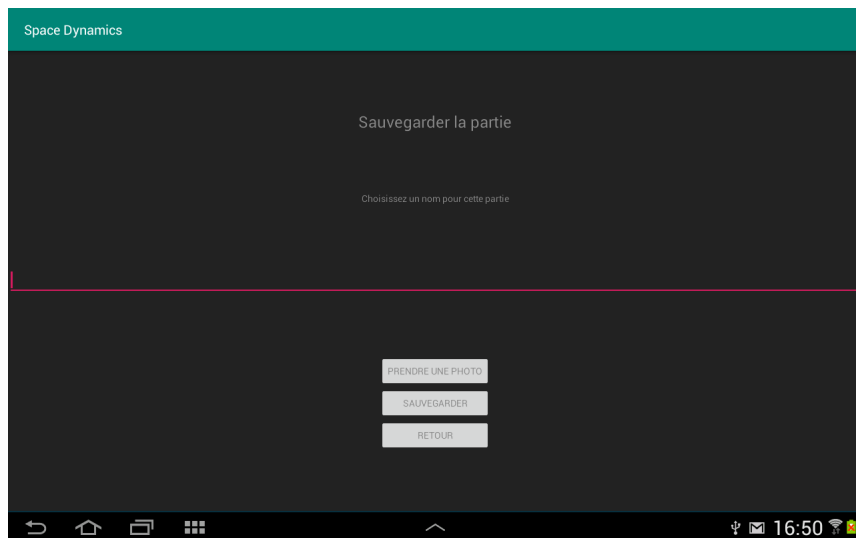 Space Dynamics
Sauvegarder la partie
Choisissez un nom pour cette partie
PRENDRE UNE PHOTO
SAUVEGARDER
RETOUR
16:50